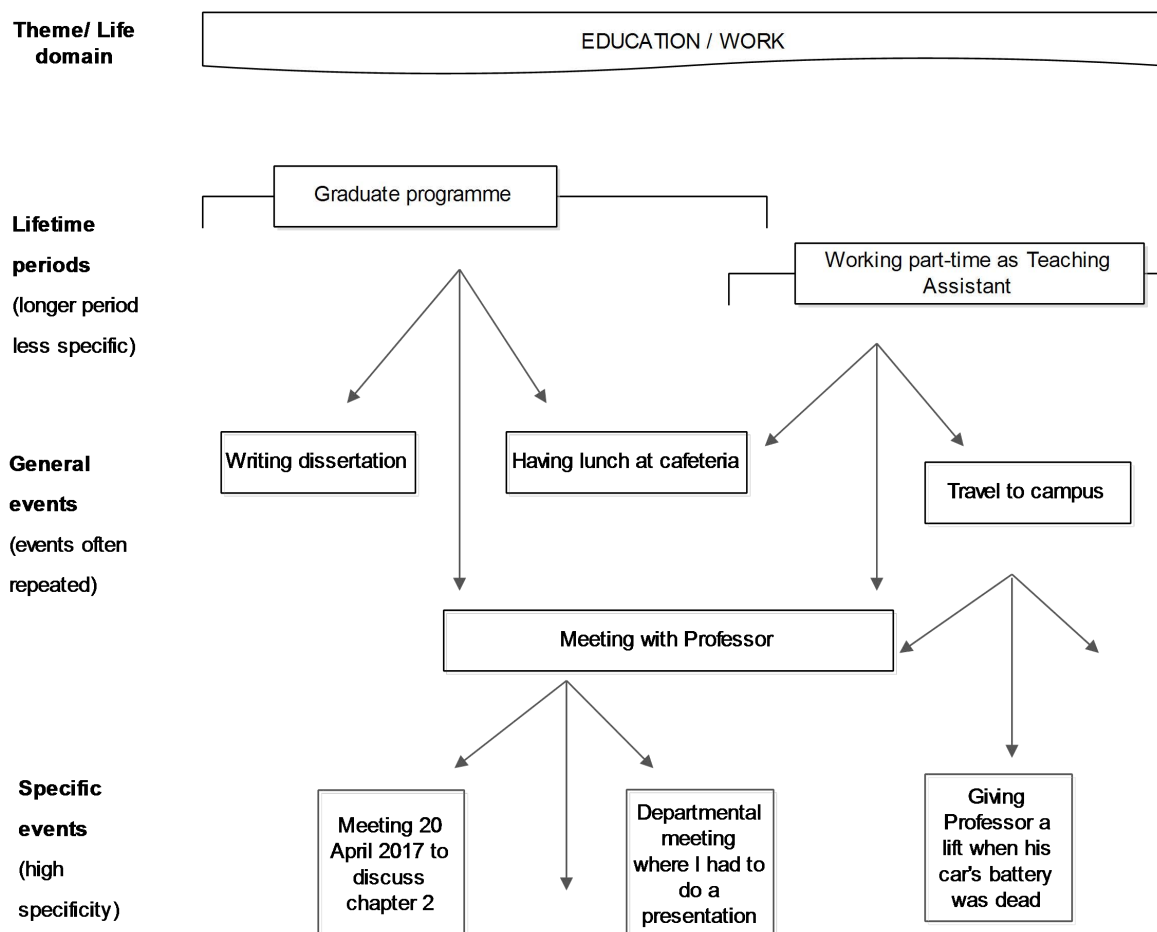 Theme/ Life
domain
EDUCATION / WORK
Graduate programme
Lifetime
periods
(longer period
less specific)
Working part-time as Teaching
Assistant
General
events
(events often
repeated)
Writing dissertation
Having lunch at cafeteria
Travel to campus
Meeting with Professor
Specific
events
(high
specificity)
Meeting 20
April 2017 to
discuss
chapter 2
Departmental
meeting
where I had to
do a
presentation
Giving
Professor a
lift when his
car's battery
was dead